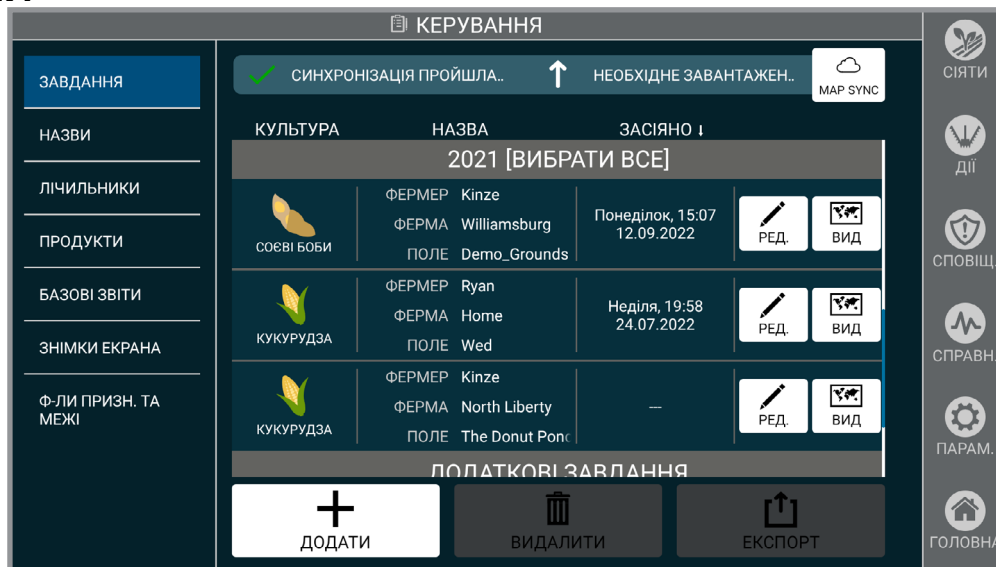 КЕРУВАННЯ
ЗАВДАННЯ
НАЗВИ
ЛІЧИЛЬНИКИ
ПРОДУКТИ
БАЗОВІ ЗВІТИ
ЗНІМКИ ЕКРАНА
Ф-ЛИ ПРИЗН. ТА
МЕЖІ
СИНХРОНІЗАЦІЯ ПРОЙШЛА.. НЕОБХІДНЕ ЗАВАНТАЖЕН..
MAP SYNC
КУЛЬТУРА НАЗВА ЗАСІЯНО ↓
2021 [ВИБРАТИ ВСЕ]
СОЄВІ БОБИ
ФЕРМЕР Kinze
ФЕРМА Williamsburg
ПОЛЕ Demo_Grounds
Понеділок, 15:07
12.09.2022
РЕД. ВИД
КУКУРУДЗА
ФЕРМЕР Ryan
ФЕРМА Home
ПОЛЕ Wed
Неділя, 19:58
24.07.2022
РЕД. ВИД
КУКУРУДЗА
ФЕРМЕР Kinze
ФЕРМА North Liberty
ПОЛЕ The Donut Pond
---
РЕД. ВИД
ДОДАТКОВІ ЗАВДАННЯ
ДОДАТИ ВИДАЛИТИ ЕКСПОРТ
СІЯТИ
ДІЇ
СПОВІЩ.
СПРАВН.
ПАРАМ.
ГОЛОВНА